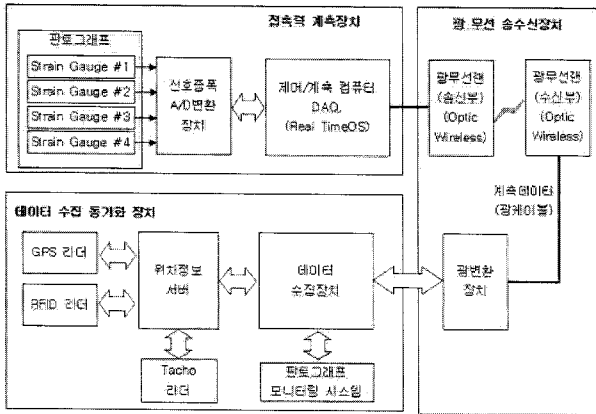 접촉력 계측장치
판토그래프
Strain Gauge #1
Strain Gauge #2
Strain Gauge #3
Strain Gauge #4
신호증폭
A/D변환
장치
제어/계측 컴퓨터
DAQ
(Real TimeOS)
광 무선 송수신장치
광무선랜
(송신부)
(Optic
Wireless)
광무선랜
(수신부)
(Optic
Wireless)
계측데이터
(광케이블)
광변환
장치
데이터 수집 동기화 장치
GPS 리더
RFID 리더
위치정보
서버
데이터
수집장치
Tacho
리더
판토그래프
모니터링 시스템